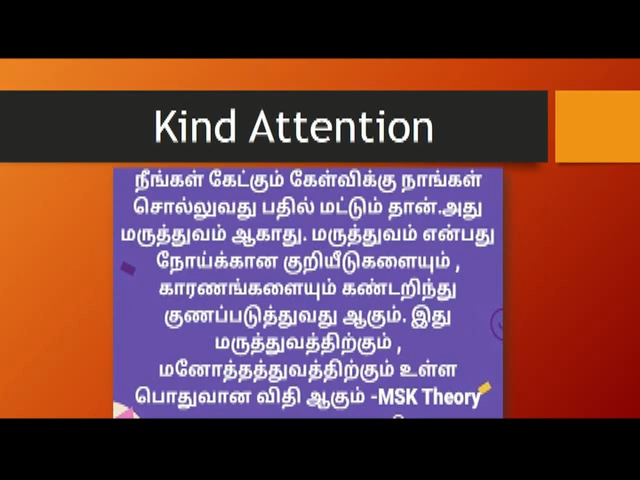 Kind Attention
நீங்கள் கேட்கும் கேள்விக்கு நாங்கள்
சொல்லுவது பதில் மட்டும் தான்.அது
மருத்துவம் ஆகாது. மருத்துவம் என்பது
நோய்க்கான குறியீடுகளையும் ,
காரணங்களையும் கண்டறிந்து
குணப்படுத்துவது ஆகும். இது
மருத்துவத்திற்கும் ,
மனோத்தத்துவத்திற்கும் உள்ள
பொதுவான விதி ஆகும் -MSK Theory